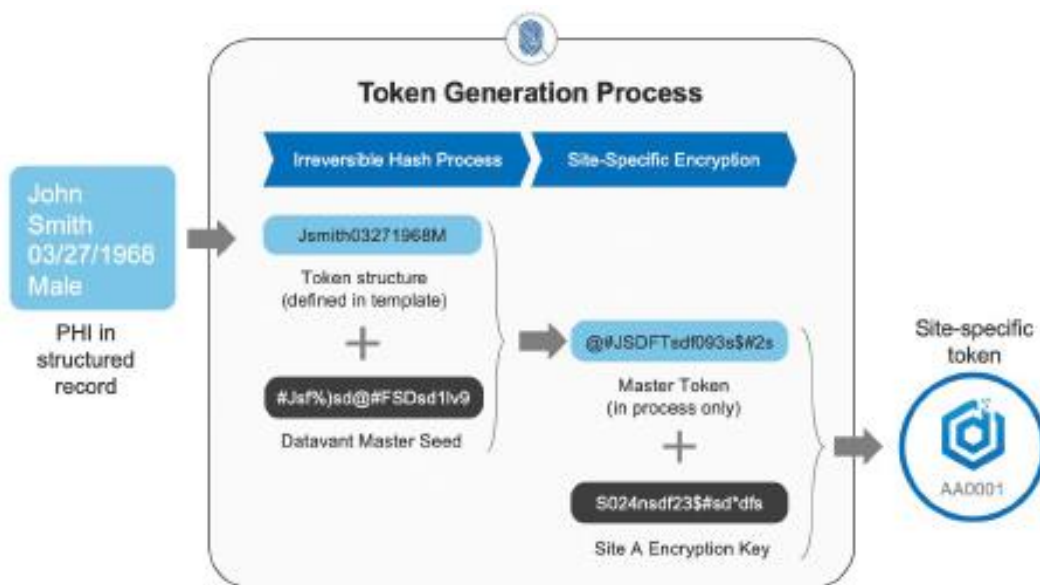 Token Generation Process
Irreversible Hash Process
Site-Specific Encryption
John
Smith
03/27/1968
Male
PHI in
structured
record
Jsmith03271968M
Token structure
(defined in template)
+
#Jsf%)sd@#FSDsd1lv9
Datavant Master Seed
@#JSDFTsdf093s$#2s
Master Token
(in process only)
+
S024nsdf23$#sd*dfs
Site A Encryption Key
Site-specific
token
AA0001